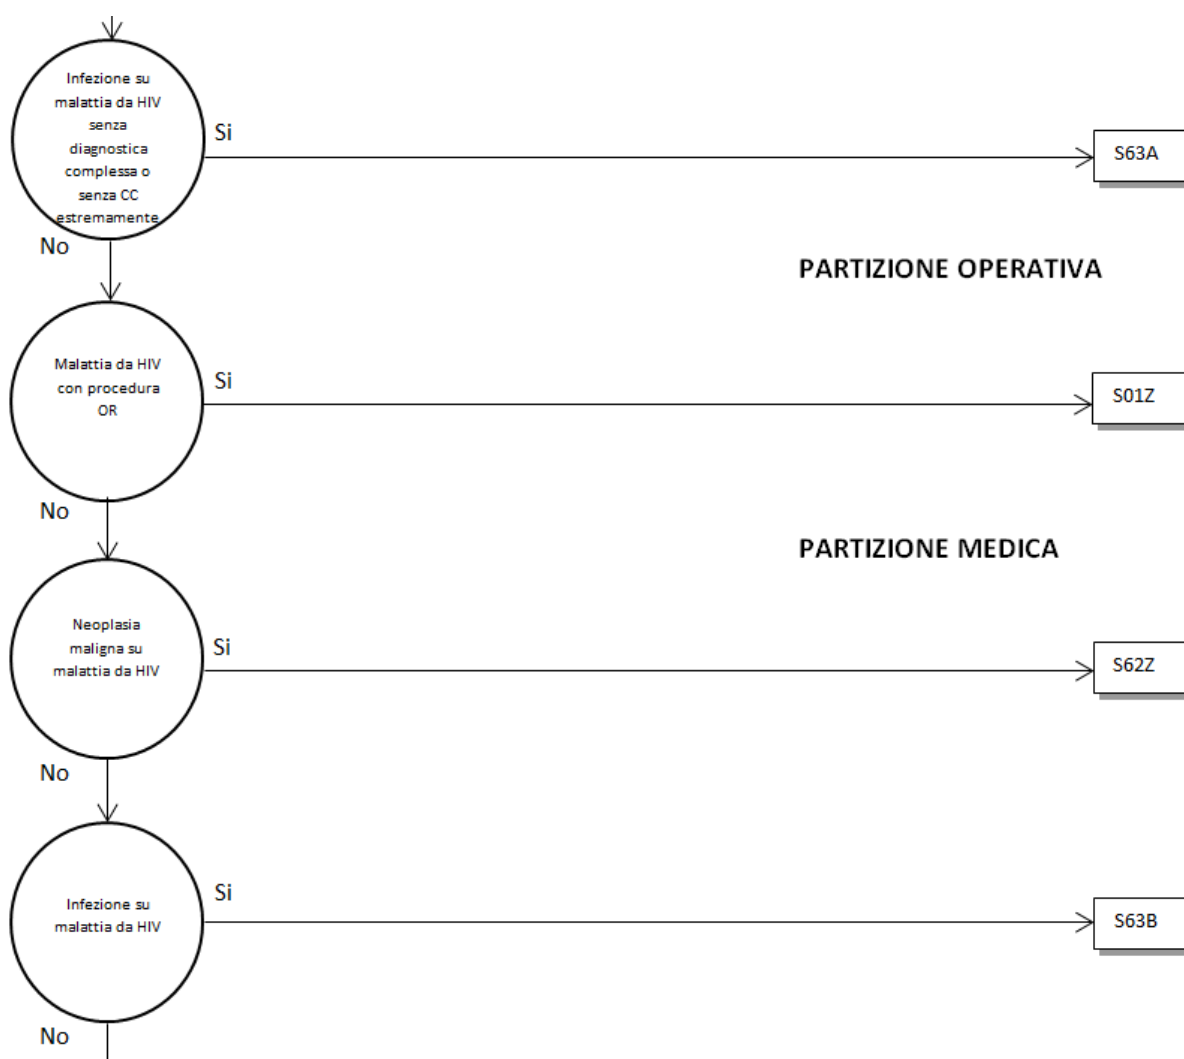 Infezione su
malattia da HIV
senza
diagnostica
complessa o
senza CC
estremamente
Si
S63A
No
PARTIZIONE OPERATIVA
Malattia da HIV
con procedura
OR
Si
S01Z
No
PARTIZIONE MEDICA
Neoplasia
maligna su
malattia da HIV
Si
S62Z
No
Infezione su
malattia da HIV
Si
S63B
No